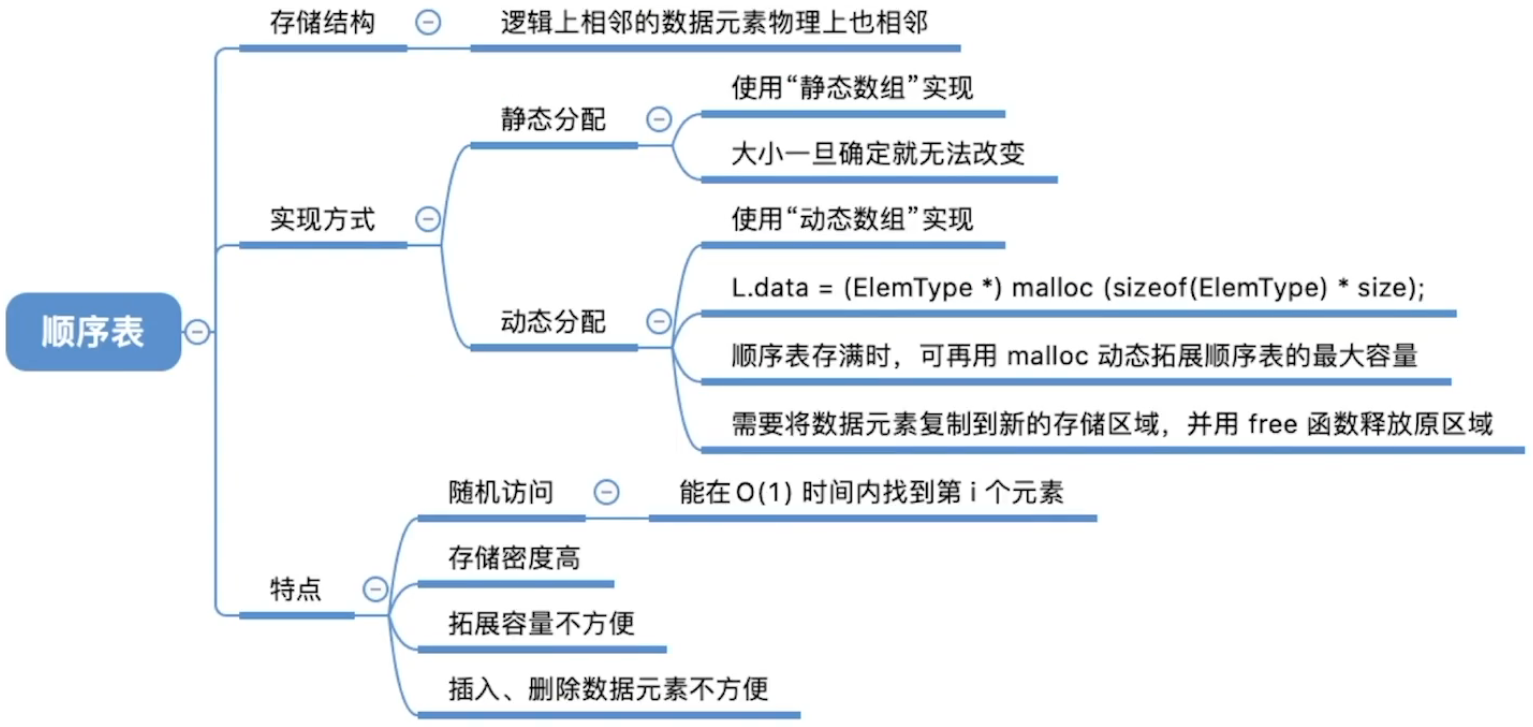 顺序表
存储结构
逻辑上相邻的数据元素物理上也相邻
实现方式
静态分配
使用“静态数组”实现
大小一旦确定就无法改变
动态分配
使用“动态数组”实现
L.data = (ElemType *) malloc (sizeof(ElemType) * size);
顺序表存满时，可再用 malloc 动态拓展顺序表的最大容量
需要将数据元素复制到新的存储区域，并用 free 函数释放原区域
特点
随机访问
能在 O(1) 时间内找到第 i 个元素
存储密度高
拓展容量不方便
插入、删除数据元素不方便